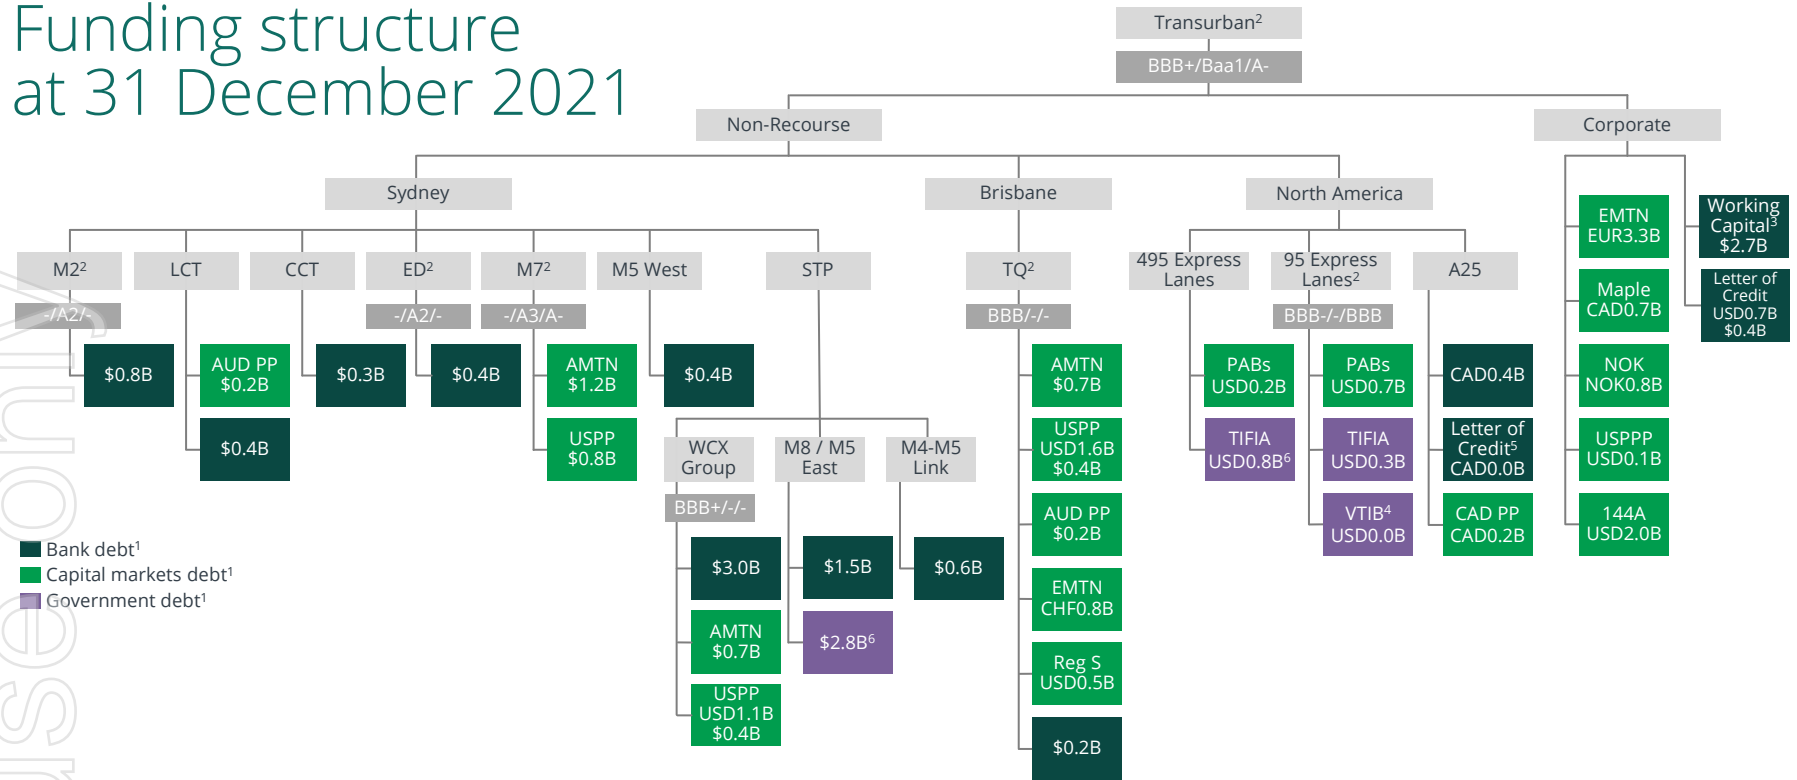 Funding structure
at 31 December 2021
Transurban²
BBB+/Baa1/A-
Non-Recourse
Corporate
Sydney
Brisbane
North America
M2²
-/A2/-
$0.8B
LCT
AUD PP
$0.2B
$0.4B
CCT
$0.3B
ED²
-/A2/-
$0.4B
M7²
-/A3/A-
AMTN
$1.2B
USPP
$0.8B
M5 West
$0.4B
STP
WCX
Group
BBB+/-/-
$3.0B
AMTN
$0.7B
USPP
USD1.1B
$0.4B
M8 / M5
East
$1.5B
$2.8B⁶
M4-M5
Link
$0.6B
TQ²
BBB/-/-
AMTN
$0.7B
USPP
USD1.6B
$0.4B
AUD PP
$0.2B
EMTN
CHF0.8B
Reg S
USD0.5B
$0.2B
495 Express
Lanes
PABs
USD0.2B
TIFIA
USD0.8B⁶
95 Express
Lanes²
BBB-/-/BBB
PABs
USD0.7B
TIFIA
USD0.3B
VTIB⁴
USD0.0B
A25
CAD0.4B
Letter of
Credit⁵
CAD0.0B
CAD PP
CAD0.2B
EMTN
EUR3.3B
Maple
CAD0.7B
NOK
NOK0.8B
USPPP
USD0.1B
144A
USD2.0B
Working
Capital³
$2.7B
Letter of
Credit
USD0.7B
$0.4B
Bank debt¹
Capital markets debt¹
Government debt¹
use only